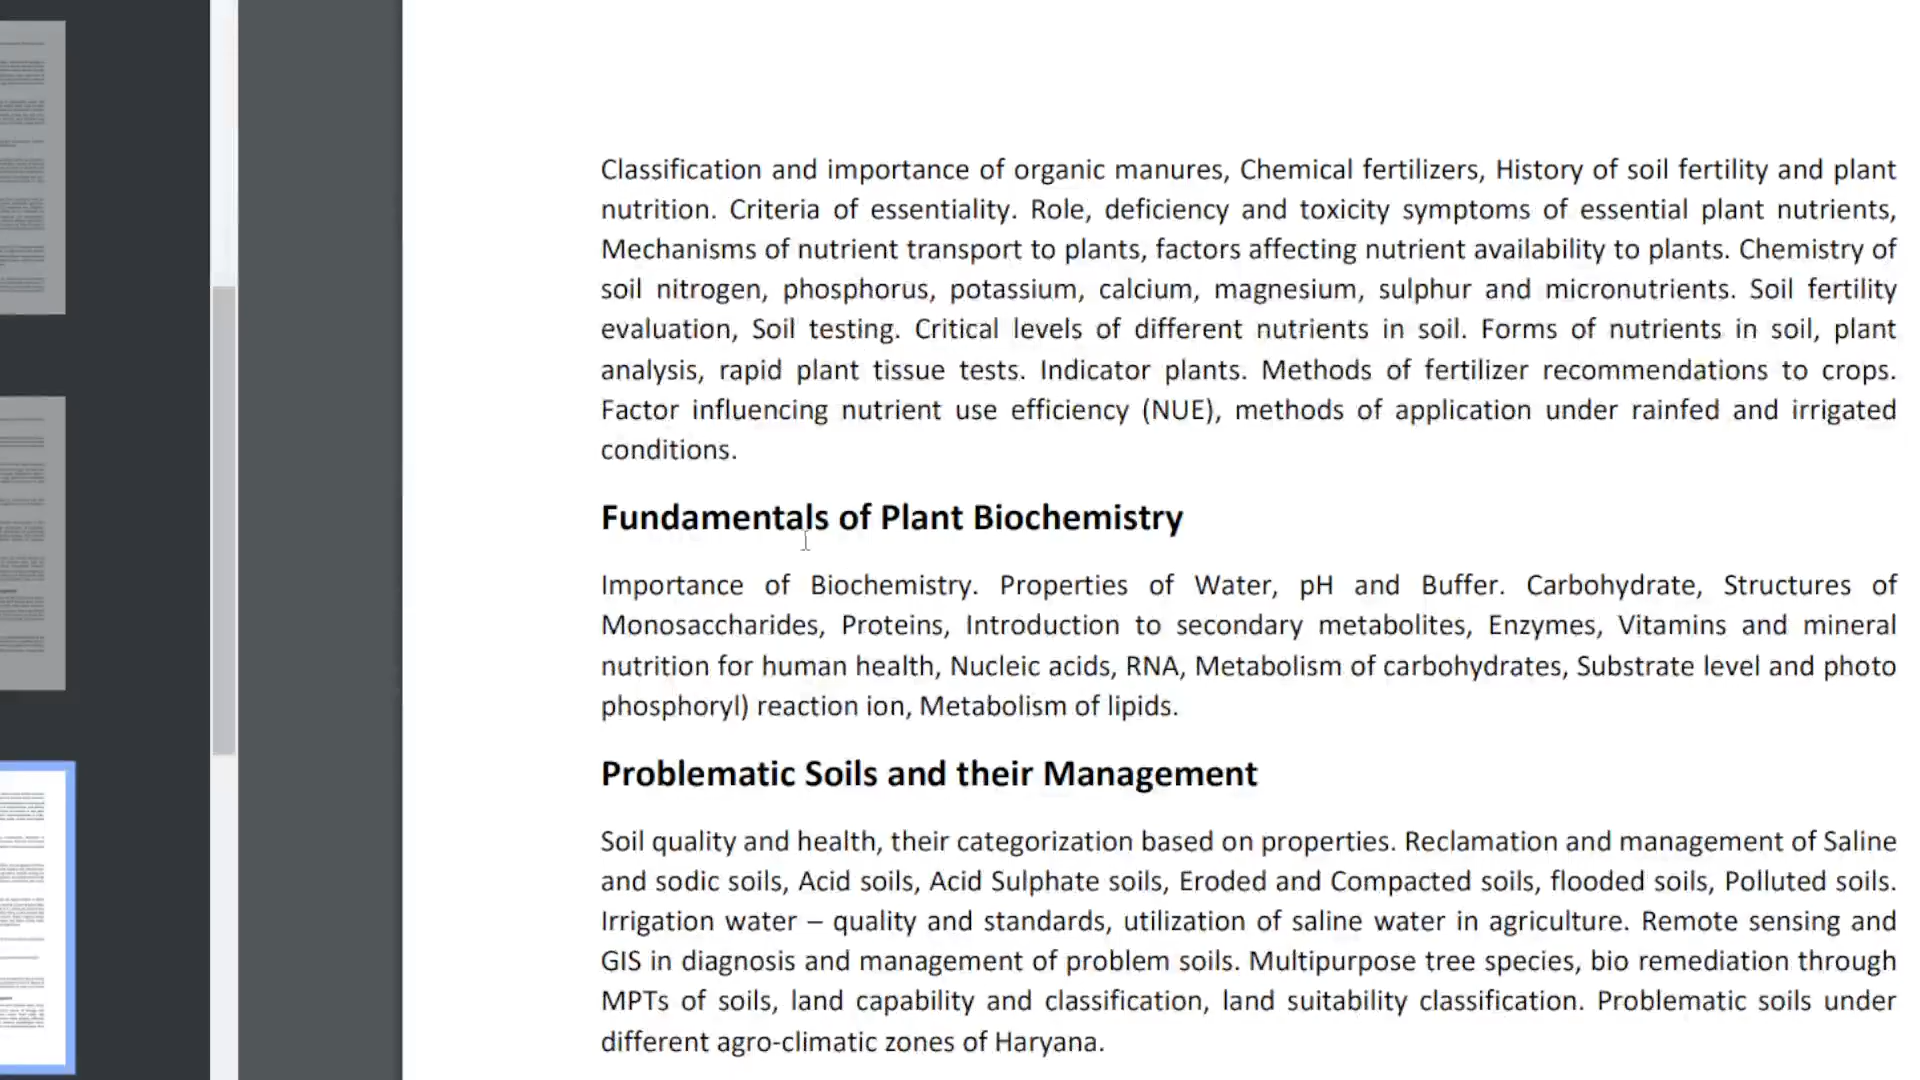 Classification and importance of organic manures, Chemical fertilizers, History of soil fertility and plant
nutrition. Criteria of essentiality. Role, deficiency and toxicity symptoms of essential plant nutrients,
Mechanisms of nutrient transport to plants, factors affecting nutrient availability to plants. Chemistry of
soil nitrogen, phosphorus, potassium, calcium, magnesium, sulphur and micronutrients. Soil fertility
evaluation, Soil testing. Critical levels of different nutrients in soil. Forms of nutrients in soil, plant
analysis, rapid plant tissue tests. Indicator plants. Methods of fertilizer recommendations to crops.
Factor influencing nutrient use efficiency (NUE), methods of application under rainfed and irrigated
conditions.
Fundamentals of Plant Biochemistry
Importance of Biochemistry. Properties of Water, pH and Buffer. Carbohydrate, Structures of
Monosaccharides, Proteins, Introduction to secondary metabolites, Enzymes, Vitamins and mineral
nutrition for human health, Nucleic acids, RNA, Metabolism of carbohydrates, Substrate level and photo
phosphoryl) reaction ion, Metabolism of lipids.
Problematic Soils and their Management
Soil quality and health, their categorization based on properties. Reclamation and management of Saline
and sodic soils, Acid soils, Acid Sulphate soils, Eroded and Compacted soils, flooded soils, Polluted soils.
Irrigation water – quality and standards, utilization of saline water in agriculture. Remote sensing and
GIS in diagnosis and management of problem soils. Multipurpose tree species, bio remediation through
MPTs of soils, land capability and classification, land suitability classification. Problematic soils under
different agro-climatic zones of Haryana.